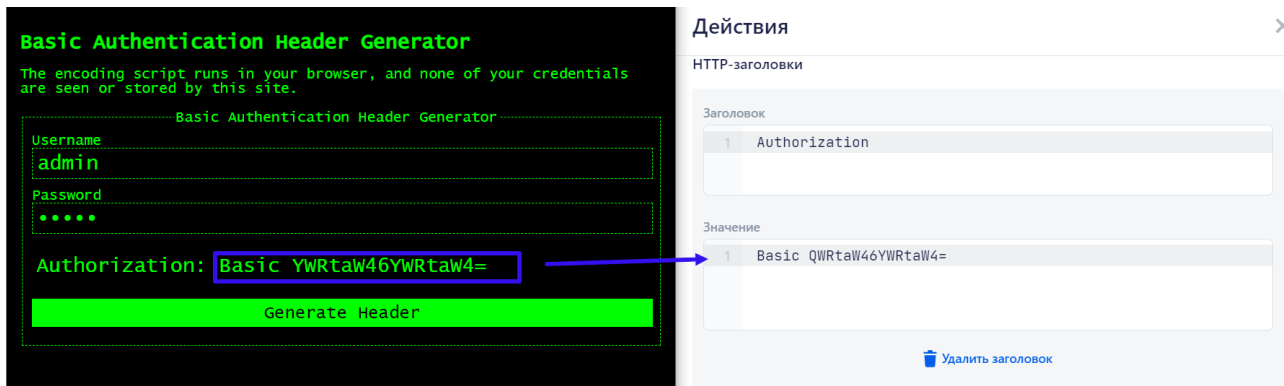 Basic Authentication Header Generator
The encoding script runs in your browser, and none of your credentials
are seen or stored by this site.
Basic Authentication Header Generator
Username
admin
Password
•••••
Authorization: Basic YWRtaW46YWRtaW4=
Generate Header
Действия
HTTP-заголовки
Заголовок
1 Authorization
Значение
1 Basic QWRtaW46YWRtaW4=
Удалить заголовок